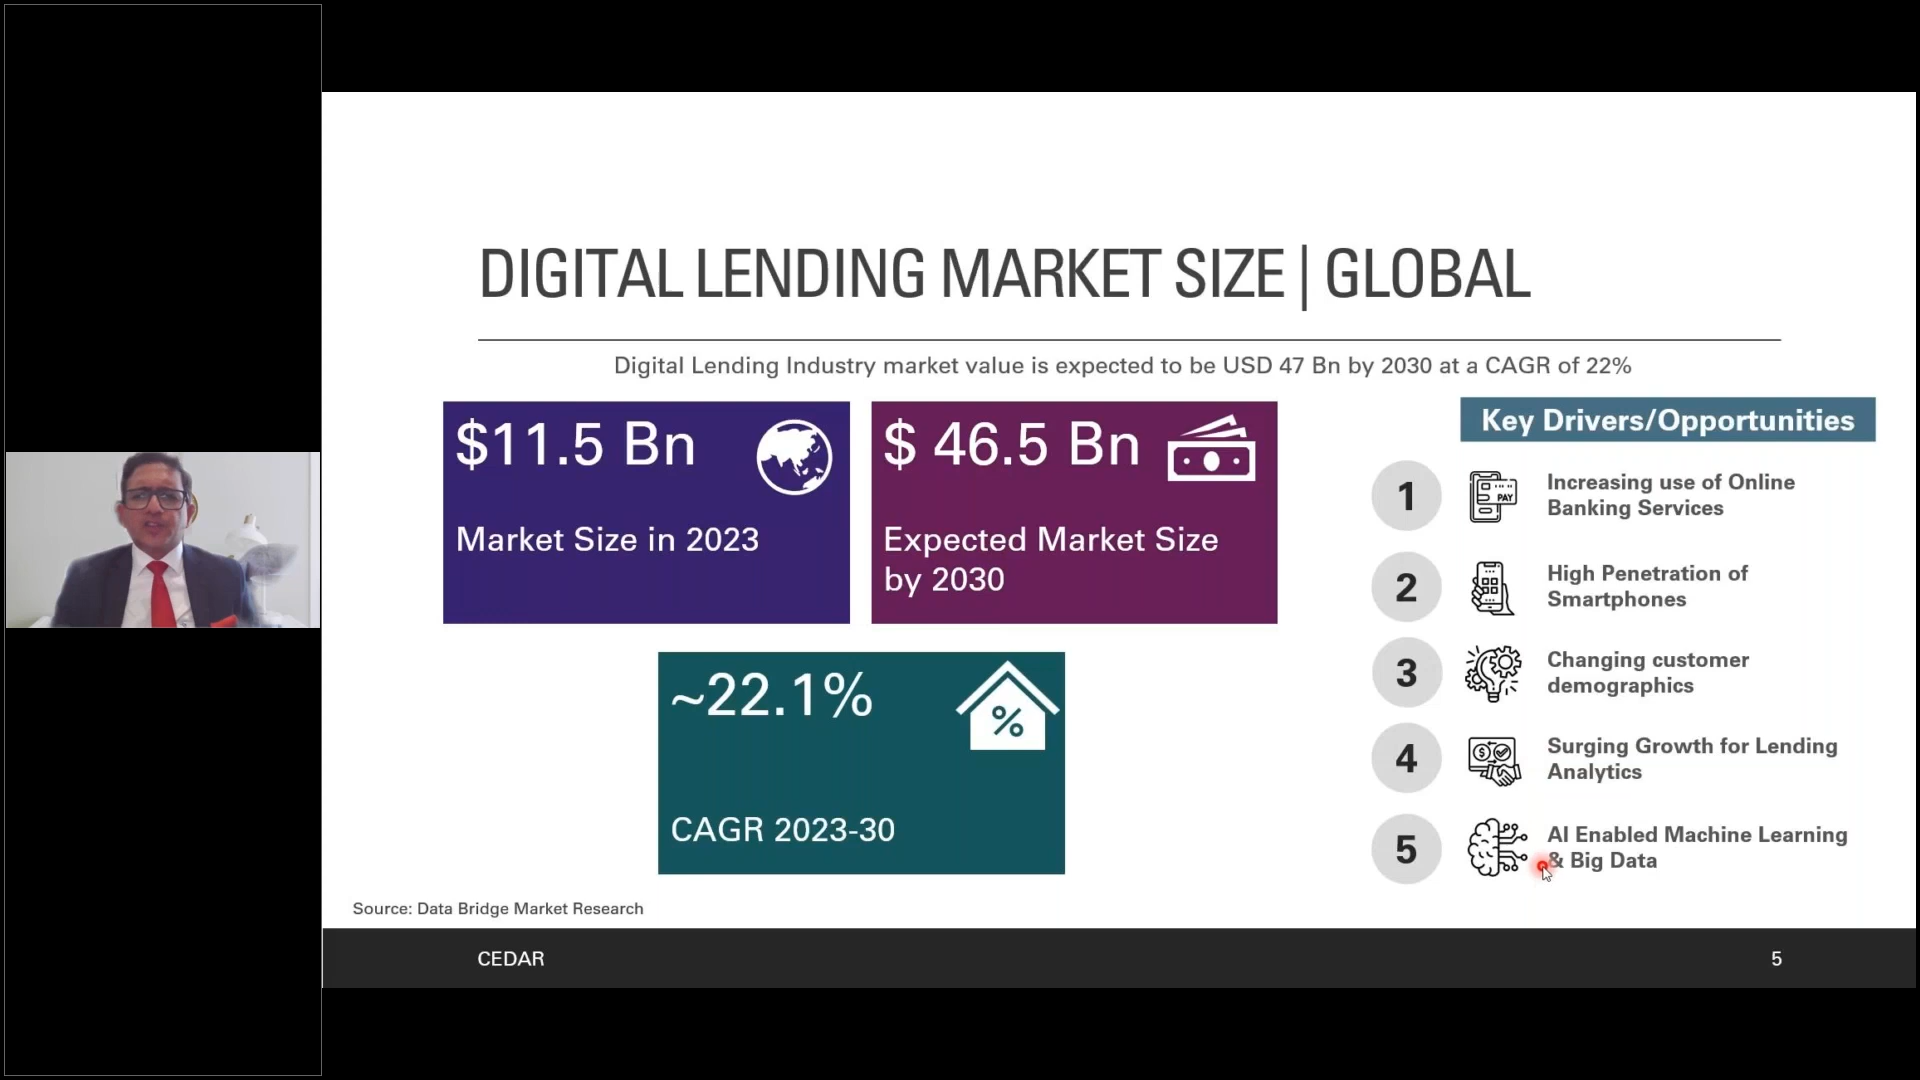 DIGITAL LENDING MARKET SIZE | GLOBAL
Digital Lending Industry market value is expected to be USD 47 Bn by 2030 at a CAGR of 22%
$11.5 Bn
Market Size in 2023
$ 46.5 Bn
Expected Market Size
by 2030
~22.1%
%
CAGR 2023-30
Key Drivers/Opportunities
1
PAY
Increasing use of Online
Banking Services
2
High Penetration of
Smartphones
3
Changing customer
demographics
4
$
Surging Growth for Lending
Analytics
5
AI Enabled Machine Learning
& Big Data
Source: Data Bridge Market Research
CEDAR
5